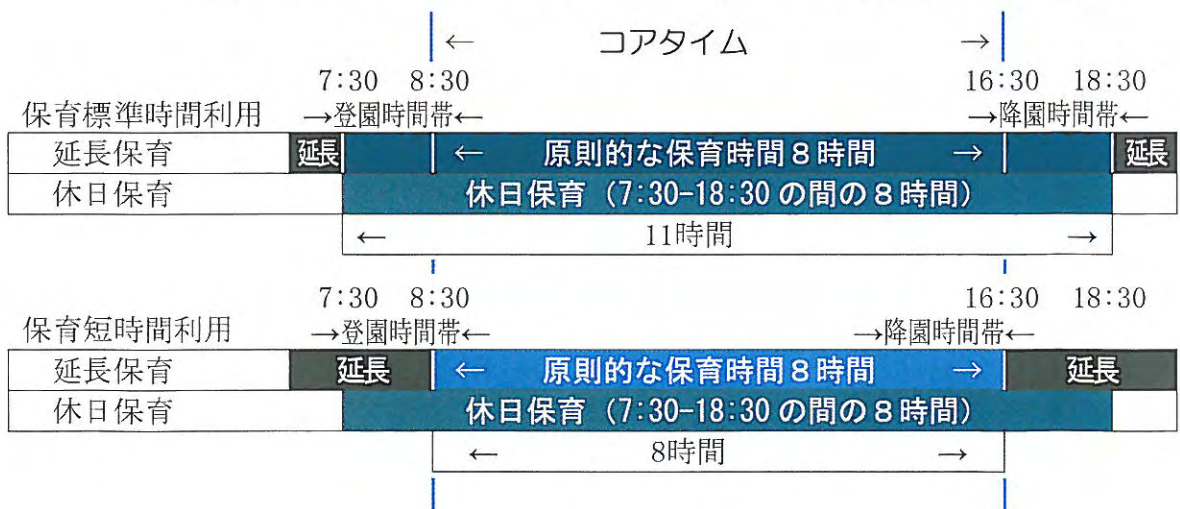 ← コアタイム →
7:30 8:30 16:30 18:30
保育標準時間利用 →登園時間帯← →降園時間帯←
延長保育 延長 ← 原則的な保育時間8時間 → 延長
休日保育 休日保育（7:30-18:30の間の8時間）
← 11時間 →
7:30 8:30 16:30 18:30
保育短時間利用 →登園時間帯← →降園時間帯←
延長保育 延長 ← 原則的な保育時間8時間 → 延長
休日保育 休日保育（7:30-18:30の間の8時間）
← 8時間 →